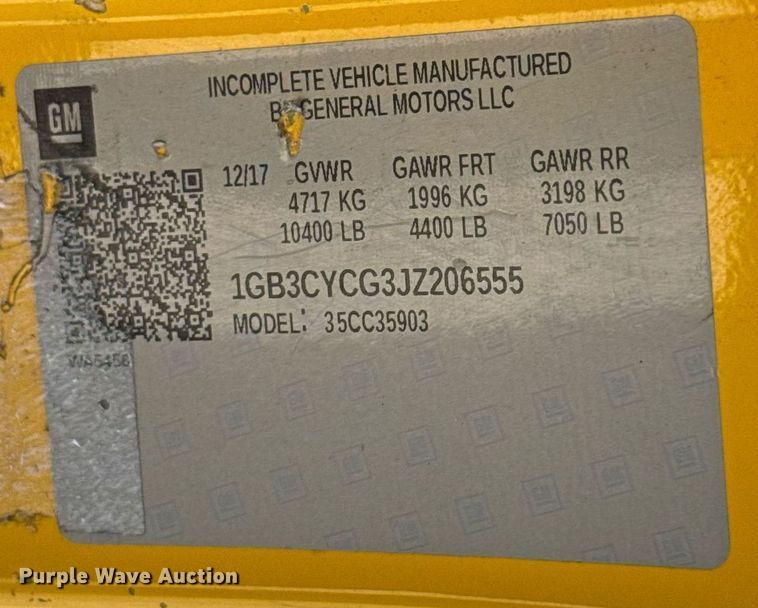 INCOMPLETE VEHICLE MANUFACTURED
BY GENERAL MOTORS LLC
GM
12/17 GVWR GAWR FRT GAWR RR
4717 KG 1996 KG 3198 KG
10400 LB 4400 LB 7050 LB
1GB3CYCG3JZ206555
MODEL: 35CC35903
WA5458
Purple Wave Auction